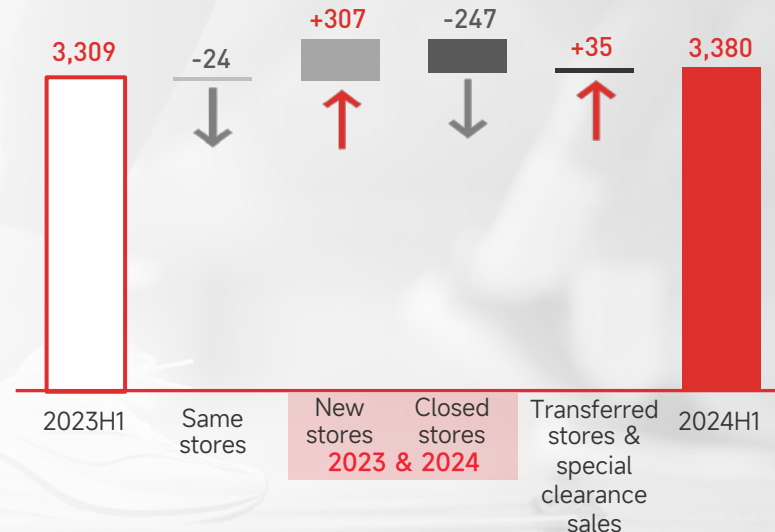 3,309
-24
+307
-247
+35
3,380
2023H1
Same
stores
New
stores
Closed
stores
2023 & 2024
Transferred
stores &
special
clearance
sales
2024H1